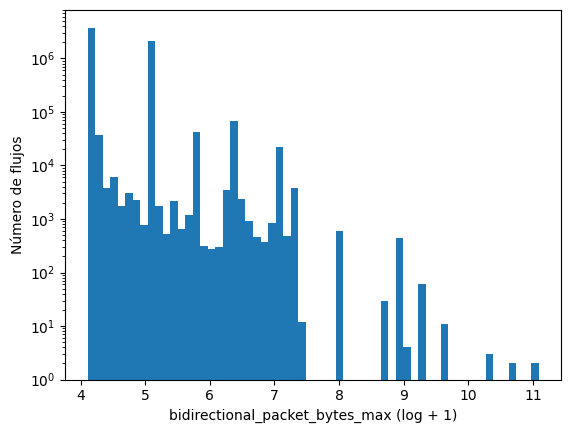 Número de flujos
10^6
10^5
10^4
10^3
10^2
10^1
10^0
4 5 6 7 8 9 10 11
bidirectional_packet_bytes_max (log + 1)